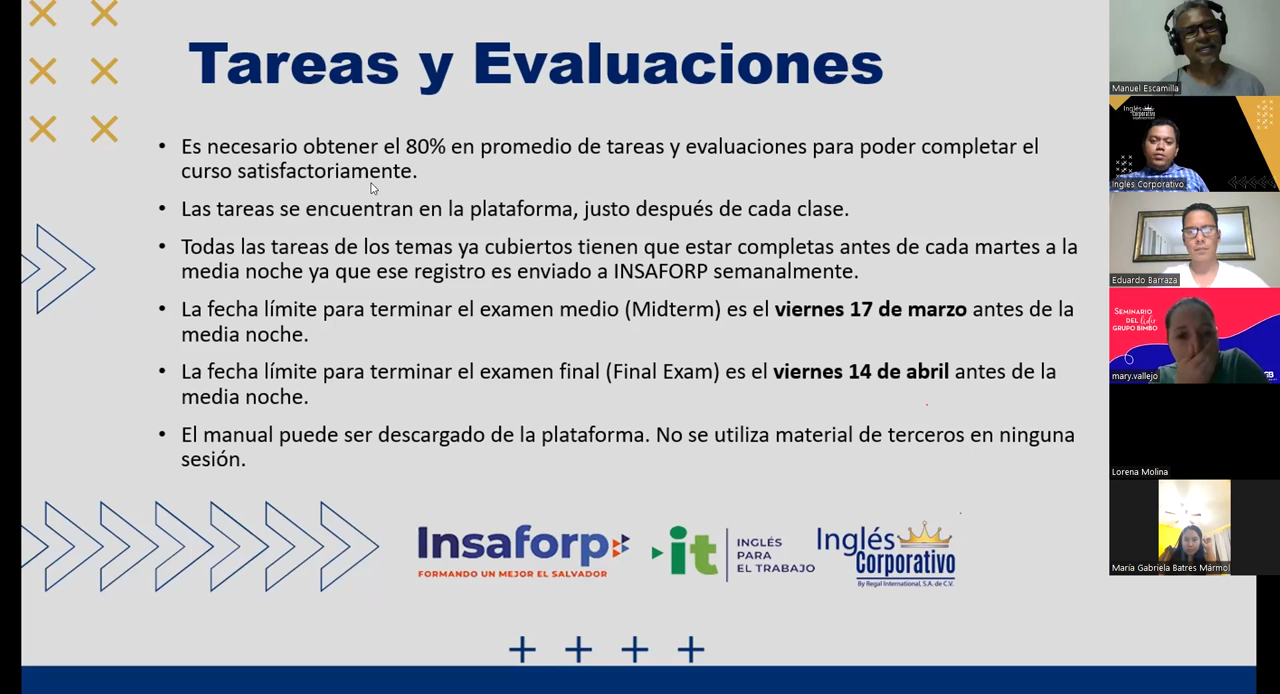 Tareas y Evaluaciones
• Es necesario obtener el 80% en promedio de tareas y evaluaciones para poder completar el
curso satisfactoriamente.
• Las tareas se encuentran en la plataforma, justo después de cada clase.
• Todas las tareas de los temas ya cubiertos tienen que estar completas antes de cada martes a la
media noche ya que ese registro es enviado a INSAFORP semanalmente.
• La fecha límite para terminar el examen medio (Midterm) es el viernes 17 de marzo antes de la
media noche.
• La fecha límite para terminar el examen final (Final Exam) es el viernes 14 de abril antes de la
media noche.
• El manual puede ser descargado de la plataforma. No se utiliza material de terceros en ninguna
sesión.
Insaforp
FORMANDO UN MEJOR EL SALVADOR
it
INGLÉS
PARA
EL TRABAJO
Inglés
Corporativo
By Regal International, S.A. de C.V.
Manuel Escamilla
Inglés
Corporativo
Ingles Corporativo
Eduardo Barraza
SEMINARIO
DEL líder
GRUPO BIMBO
GB
mary.vallejo
Lorena Molina
María Gabriela Batres Mármol